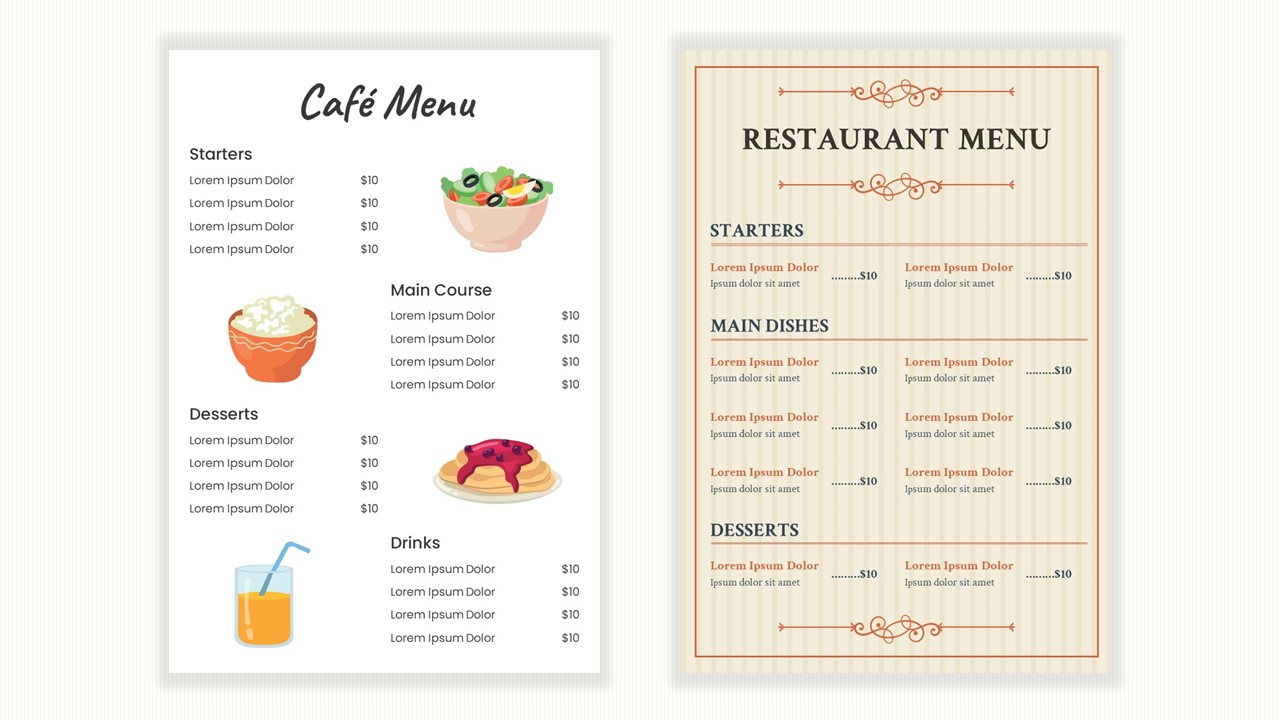 Café Menu
Starters
Lorem Ipsum Dolor $10
Lorem Ipsum Dolor $10
Lorem Ipsum Dolor $10
Lorem Ipsum Dolor $10
Main Course
Lorem Ipsum Dolor $10
Lorem Ipsum Dolor $10
Lorem Ipsum Dolor $10
Lorem Ipsum Dolor $10
Desserts
Lorem Ipsum Dolor $10
Lorem Ipsum Dolor $10
Lorem Ipsum Dolor $10
Lorem Ipsum Dolor $10
Drinks
Lorem Ipsum Dolor $10
Lorem Ipsum Dolor $10
Lorem Ipsum Dolor $10
Lorem Ipsum Dolor $10
RESTAURANT MENU
STARTERS
Lorem Ipsum Dolor .........$10 Lorem Ipsum Dolor .........$10
Ipsum dolor sit amet Ipsum dolor sit amet
MAIN DISHES
Lorem Ipsum Dolor .........$10 Lorem Ipsum Dolor .........$10
Ipsum dolor sit amet Ipsum dolor sit amet
Lorem Ipsum Dolor .........$10 Lorem Ipsum Dolor .........$10
Ipsum dolor sit amet Ipsum dolor sit amet
Lorem Ipsum Dolor .........$10 Lorem Ipsum Dolor .........$10
Ipsum dolor sit amet Ipsum dolor sit amet
DESSERTS
Lorem Ipsum Dolor .........$10 Lorem Ipsum Dolor .........$10
Ipsum dolor sit amet Ipsum dolor sit amet